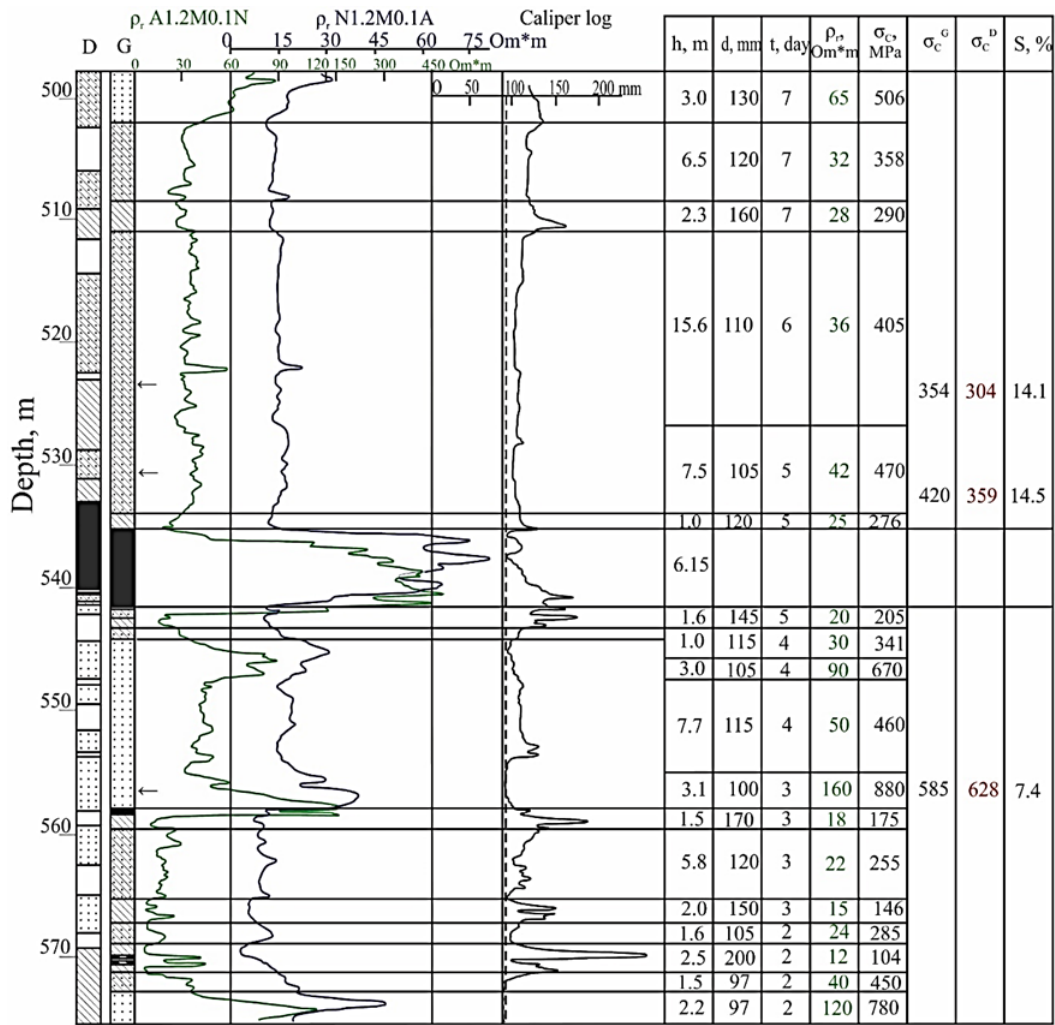 ρᵣ A1.2M0.1N ρᵣ N1.2M0.1A Caliper log
D G 0 15 30 45 60 75 Om*m
0 30 60 90 120 150 300 450 Om*m
0 50 100 150 200 mm
h, m d, mm t, day ρᵣ, Om*m σ_C, MPa σ_C^G σ_C^D S, %
Depth, m
500
510
520
530
540
550
560
570
3.0 130 7 65 506
6.5 120 7 32 358
2.3 160 7 28 290
15.6 110 6 36 405
354 304 14.1
7.5 105 5 42 470
420 359 14.5
1.0 120 5 25 276
6.15
1.6 145 5 20 205
1.0 115 4 30 341
3.0 105 4 90 670
7.7 115 4 50 460
3.1 100 3 160 880 585 628 7.4
1.5 170 3 18 175
5.8 120 3 22 255
2.0 150 3 15 146
1.6 105 2 24 285
2.5 200 2 12 104
1.5 97 2 40 450
2.2 97 2 120 780